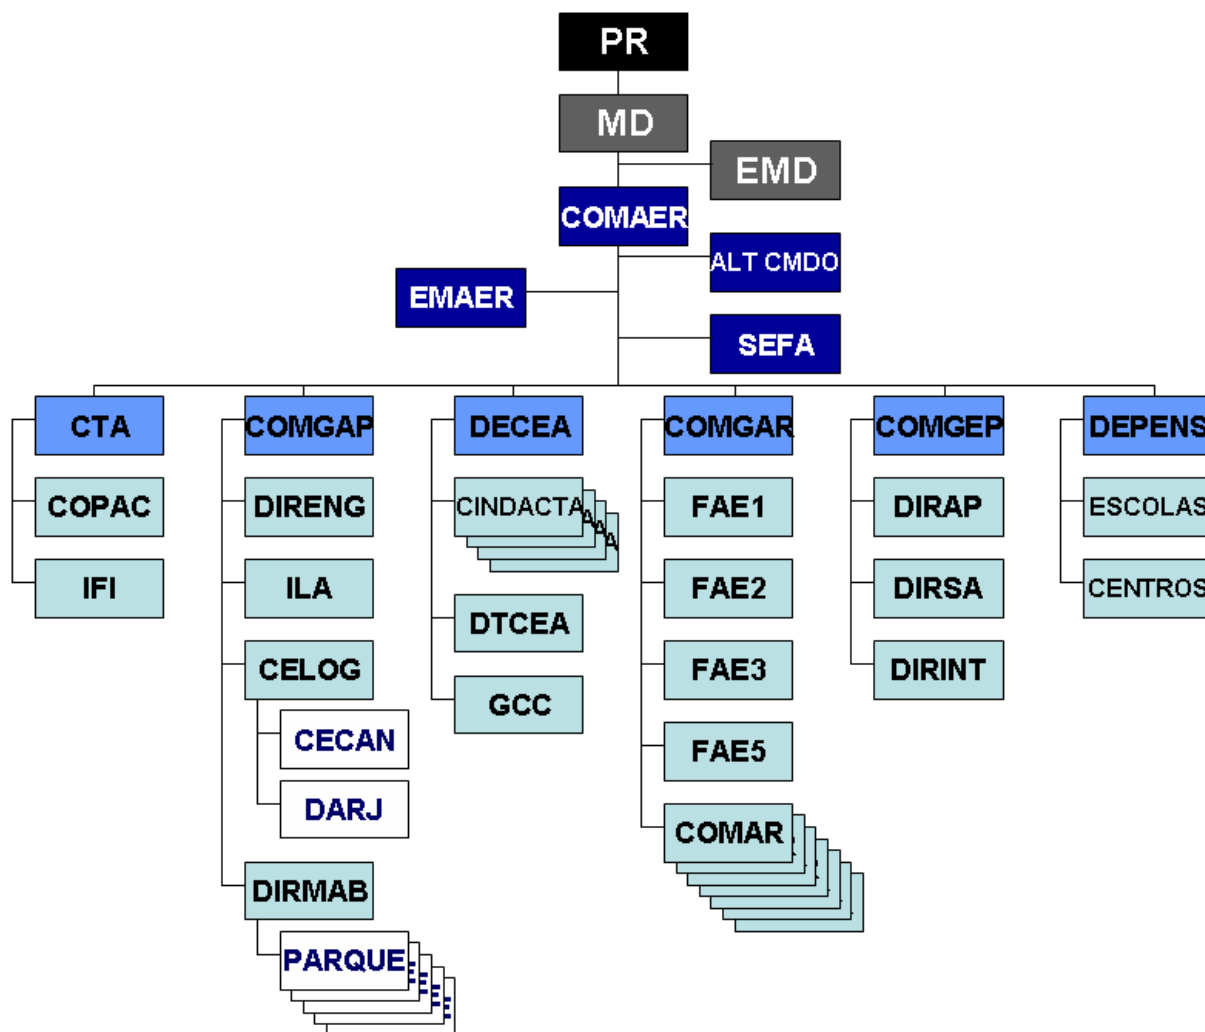 PR
MD
EMD
COMAER
ALT CMDO
EMAER
SEFA
CTA
COMGAP
DECEA
COMGAR
COMGEP
DEPENS
COPAC
DIRENG
CINDACTA
FAE1
DIRAP
ESCOLAS
IFI
ILA
FAE2
DIRSA
CENTROS
DTCEA
CELOG
FAE3
DIRINT
GCC
CECAN
FAE5
DARJ
COMAR
DIRMAB
PARQUE